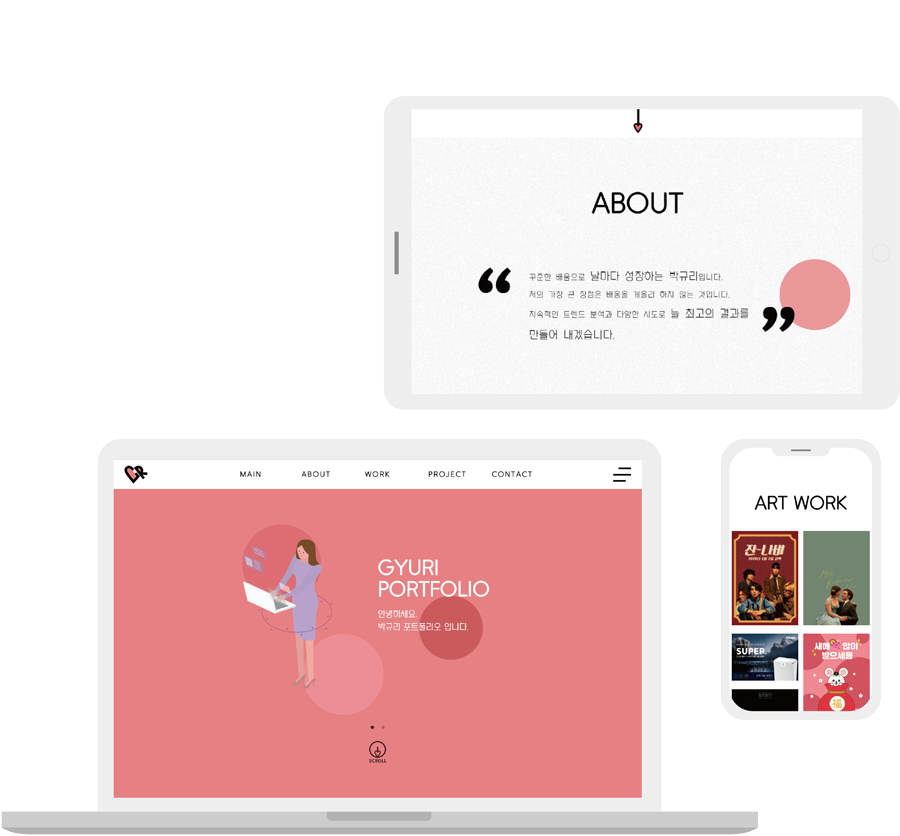 ABOUT
꾸준한 배움으로 날마다 성장하는 박규리입니다.
저의 가장 큰 장점은 배움을 게을리 하지 않는 것입니다.
지속적인 트렌드 분석과 다양한 시도로 늘 최고의 결과를
만들어 내겠습니다.
MAIN ABOUT WORK PROJECT CONTACT
GYURI
PORTFOLIO
안녕하세요.
박규리 포트폴리오 입니다.
SCROLL
ART WORK
잔나비
SUPER
새해 복 많이
받으세요
福